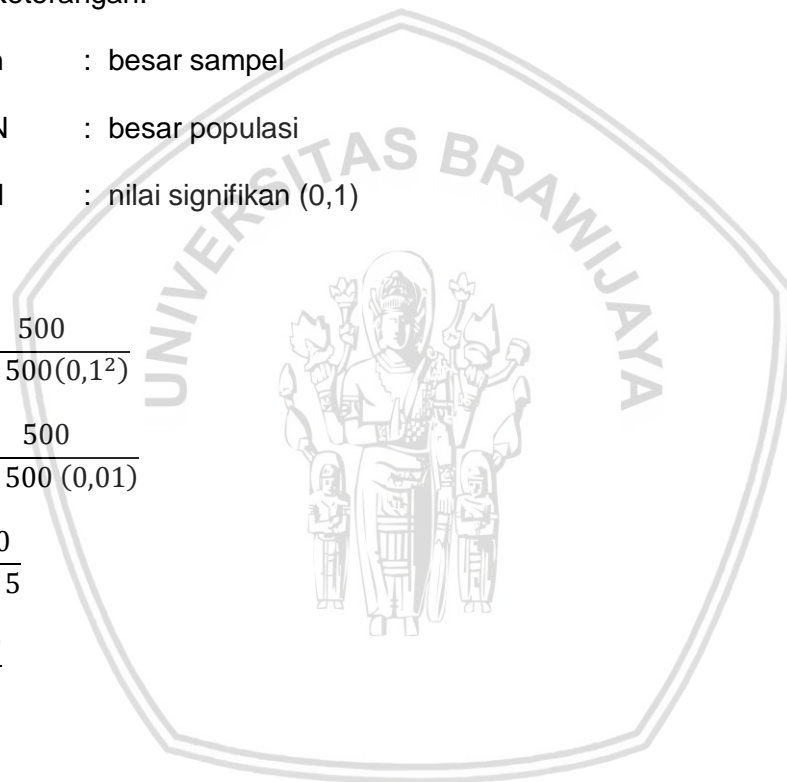 : besar sampel
N : besar populasi
: nilai signifikan (0,1)
UNIVERSITAS BRAWIJAYA
500
500(0,1²)
500
500 (0,01)
0
5